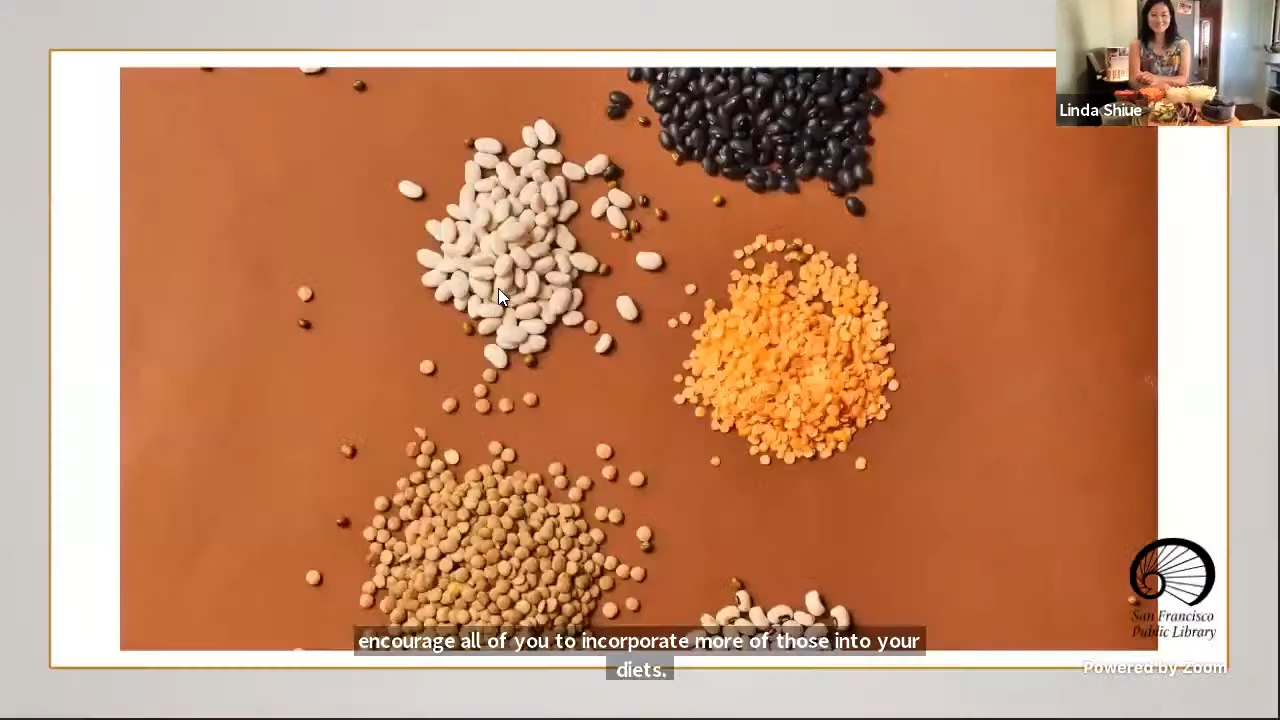 Linda Shiue
San Francisco
Public Library
encourage all of you to incorporate more of those into your
diets.
Powered by Zoom